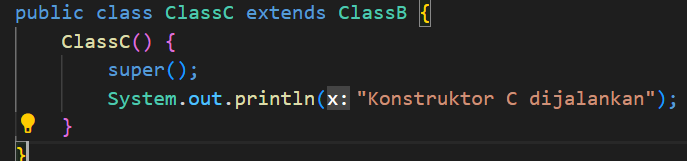 public class ClassC extends ClassB {
    ClassC() {
        super();
        System.out.println(x: "Konstruktor C dijalankan");
    }
}